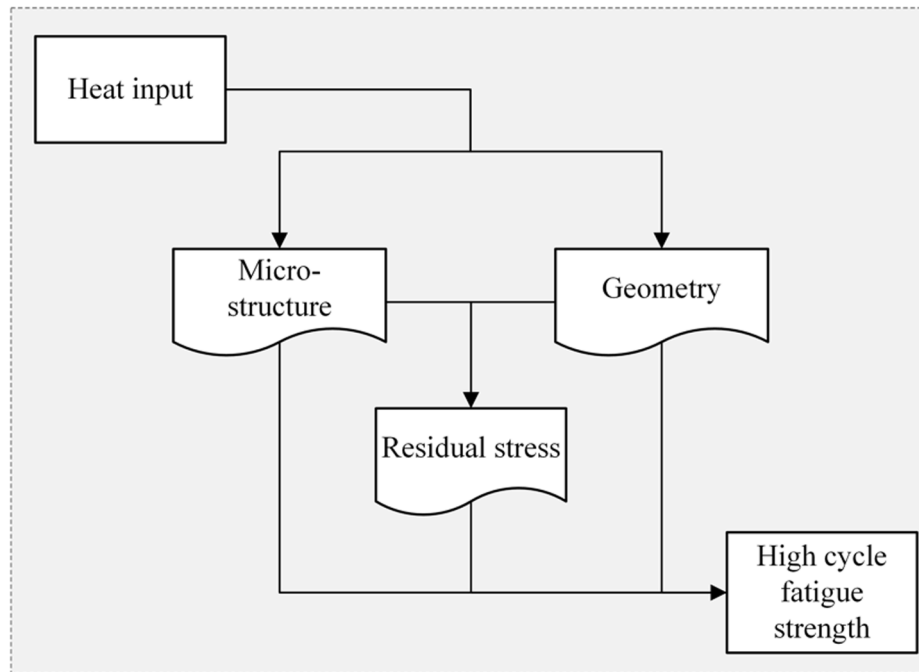 Heat input
Micro-
structure
Geometry
Residual stress
High cycle
fatigue
strength